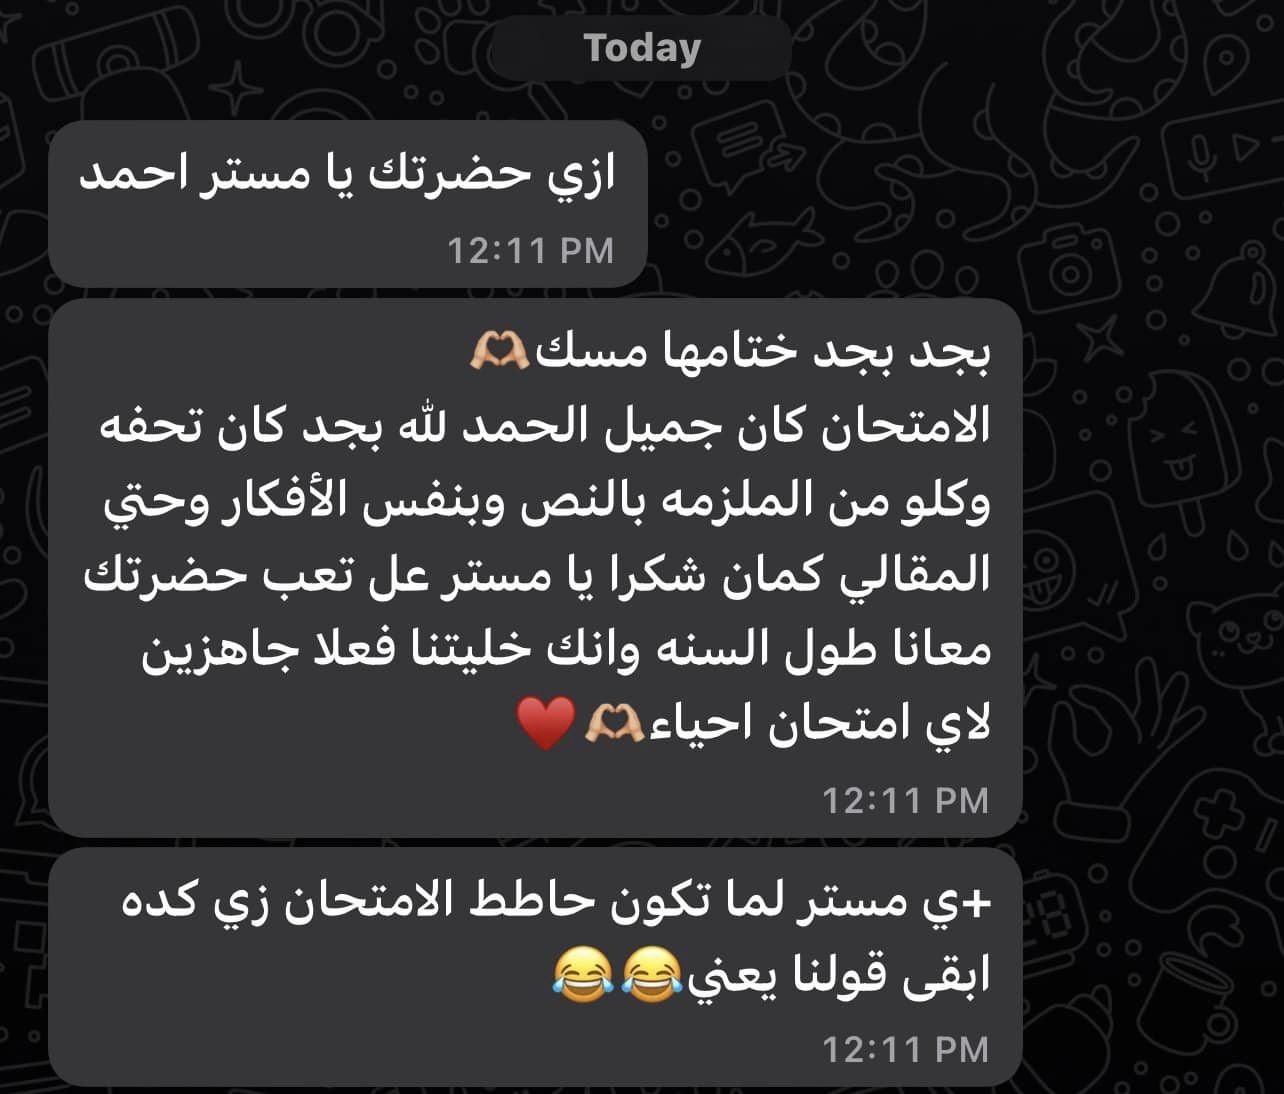 Today
ازي حضرتك يا مستر احمد
12:11 PM
بجد بجد ختامها مسك🫶🏼
الامتحان كان جميل الحمد لله بجد كان تحفه
وكلو من الملزمه بالنص وبنفس الأفكار وحتي
المقالي كمان شكرا يا مستر عل تعب حضرتك
معانا طول السنه وانك خليتنا فعلا جاهزين
لاي امتحان احياء🫶🏼♥️
12:11 PM
+ي مستر لما تكون حاطط الامتحان زي كده
ابقى قولنا يعني😂😂
12:11 PM